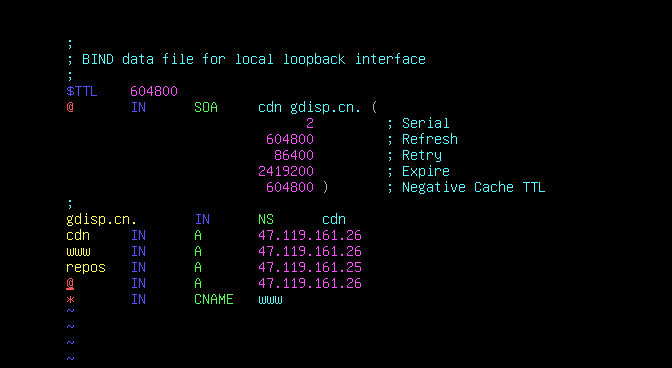 ;
; BIND data file for local loopback interface
;
$TTL    604800
@       IN      SOA     cdn gdisp.cn. (
                              2         ; Serial
                         604800         ; Refresh
                          86400         ; Retry
                        2419200         ; Expire
                         604800 )       ; Negative Cache TTL
;
gdisp.cn.       IN      NS      cdn
cdn     IN      A       47.119.161.26
www     IN      A       47.119.161.26
repos   IN      A       47.119.161.25
@       IN      A       47.119.161.26
*       IN      CNAME   www
~
~
~
~